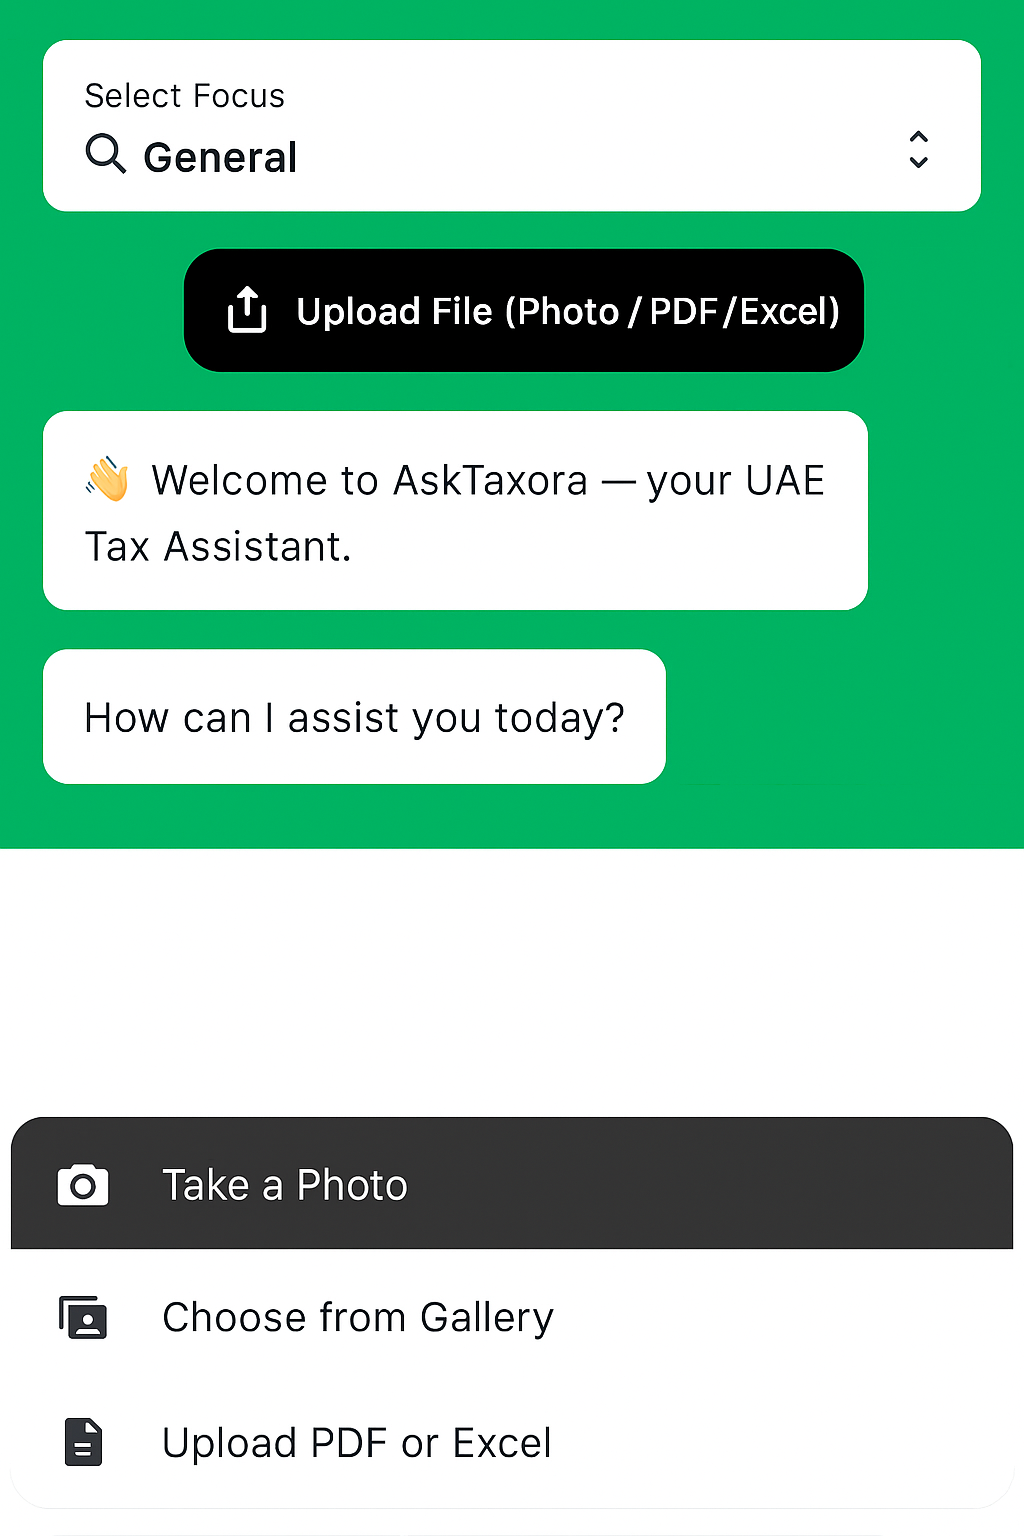 Select Focus
General
Upload File (Photo / PDF/Excel)
👋 Welcome to AskTaxora — your UAE
Tax Assistant.
How can I assist you today?
Take a Photo
Choose from Gallery
Upload PDF or Excel